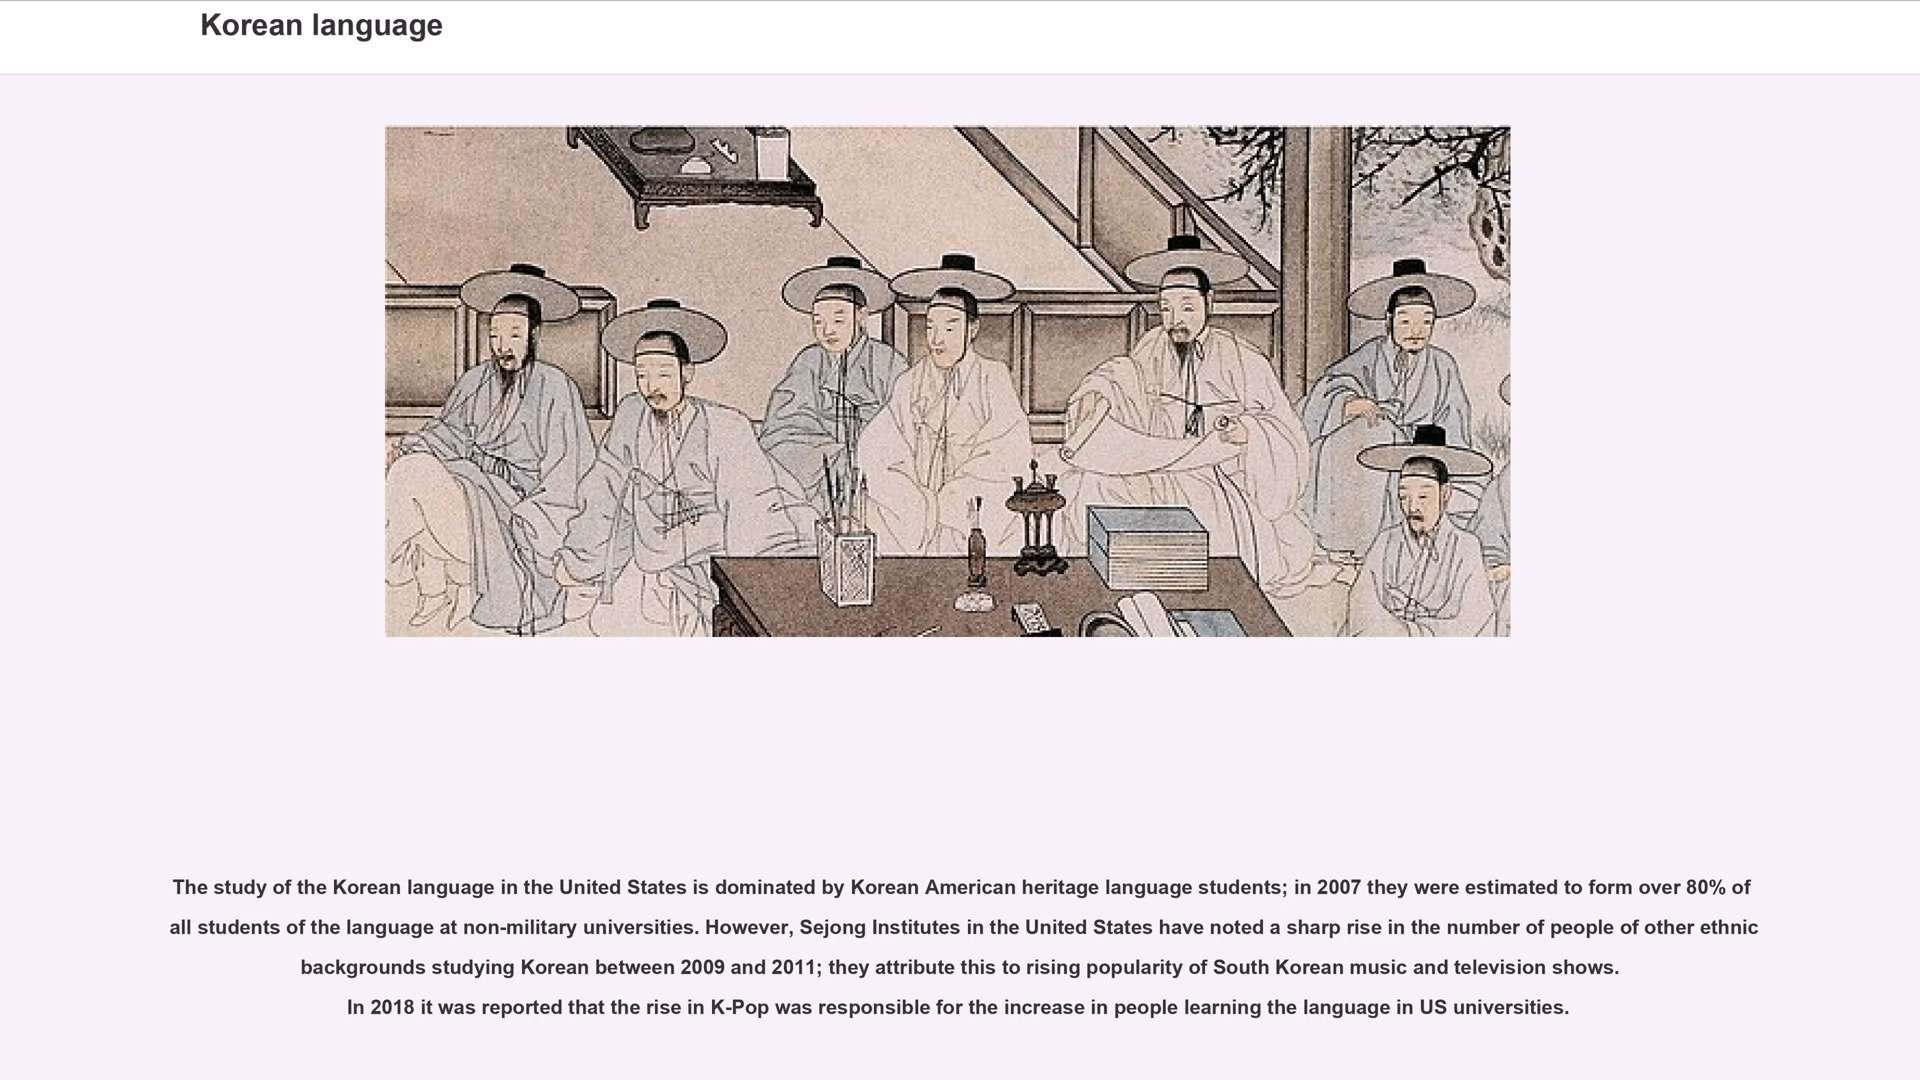 Korean language
The study of the Korean language in the United States is dominated by Korean American heritage language students; in 2007 they were estimated to form over 80% of
all students of the language at non-military universities. However, Sejong Institutes in the United States have noted a sharp rise in the number of people of other ethnic
backgrounds studying Korean between 2009 and 2011; they attribute this to rising popularity of South Korean music and television shows.
In 2018 it was reported that the rise in K-Pop was responsible for the increase in people learning the language in US universities.